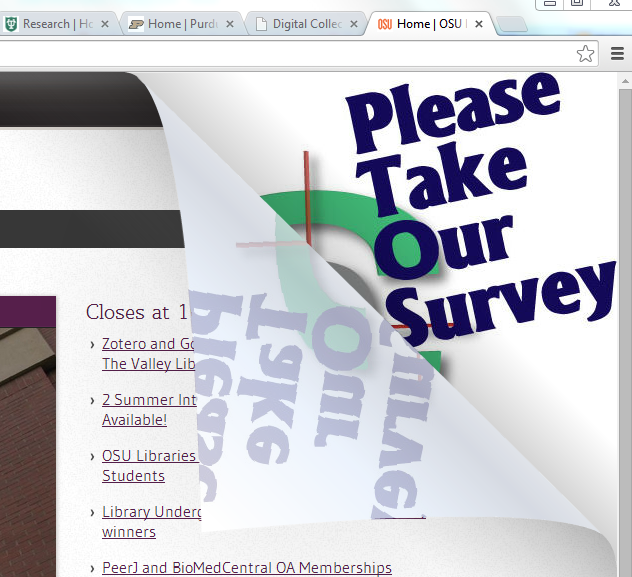 Research | Ho
Home | Purdu
Digital Collec
OSU Home | OSU
Please
Take
Our
Survey
Closes at 1
Zotero and Go
The Valley Lib
2 Summer Int
Available!
OSU Libraries
Students
Library Underg
winners
PeerJ and BioMedCentral OA Memberships